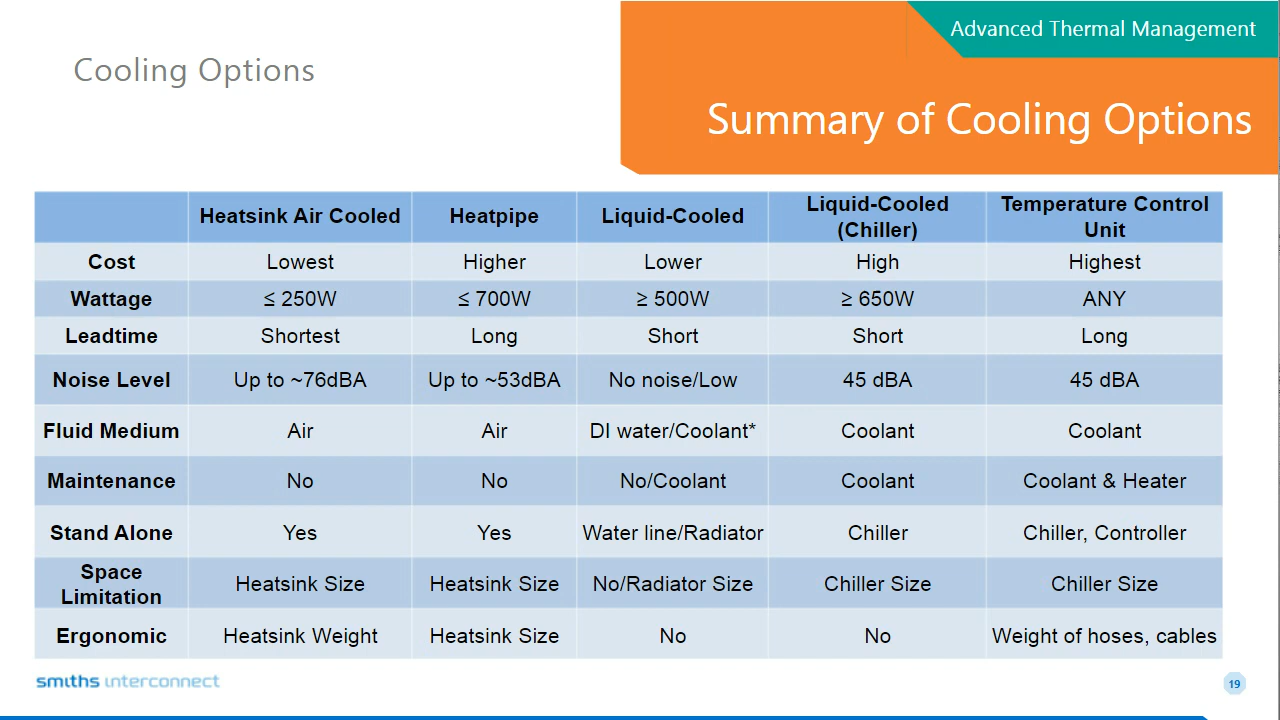 Advanced Thermal Management
Cooling Options
Summary of Cooling Options
Heatsink Air Cooled Heatpipe Liquid-Cooled Liquid-Cooled (Chiller) Temperature Control Unit
Cost Lowest Higher Lower High Highest
Wattage ≤ 250W ≤ 700W ≥ 500W ≥ 650W ANY
Leadtime Shortest Long Short Short Long
Noise Level Up to ~76dBA Up to ~53dBA No noise/Low 45 dBA 45 dBA
Fluid Medium Air Air DI water/Coolant* Coolant Coolant
Maintenance No No No/Coolant Coolant Coolant & Heater
Stand Alone Yes Yes Water line/Radiator Chiller Chiller, Controller
Space Limitation Heatsink Size Heatsink Size No/Radiator Size Chiller Size Chiller Size
Ergonomic Heatsink Weight Heatsink Size No No Weight of hoses, cables
smiths interconnect
19